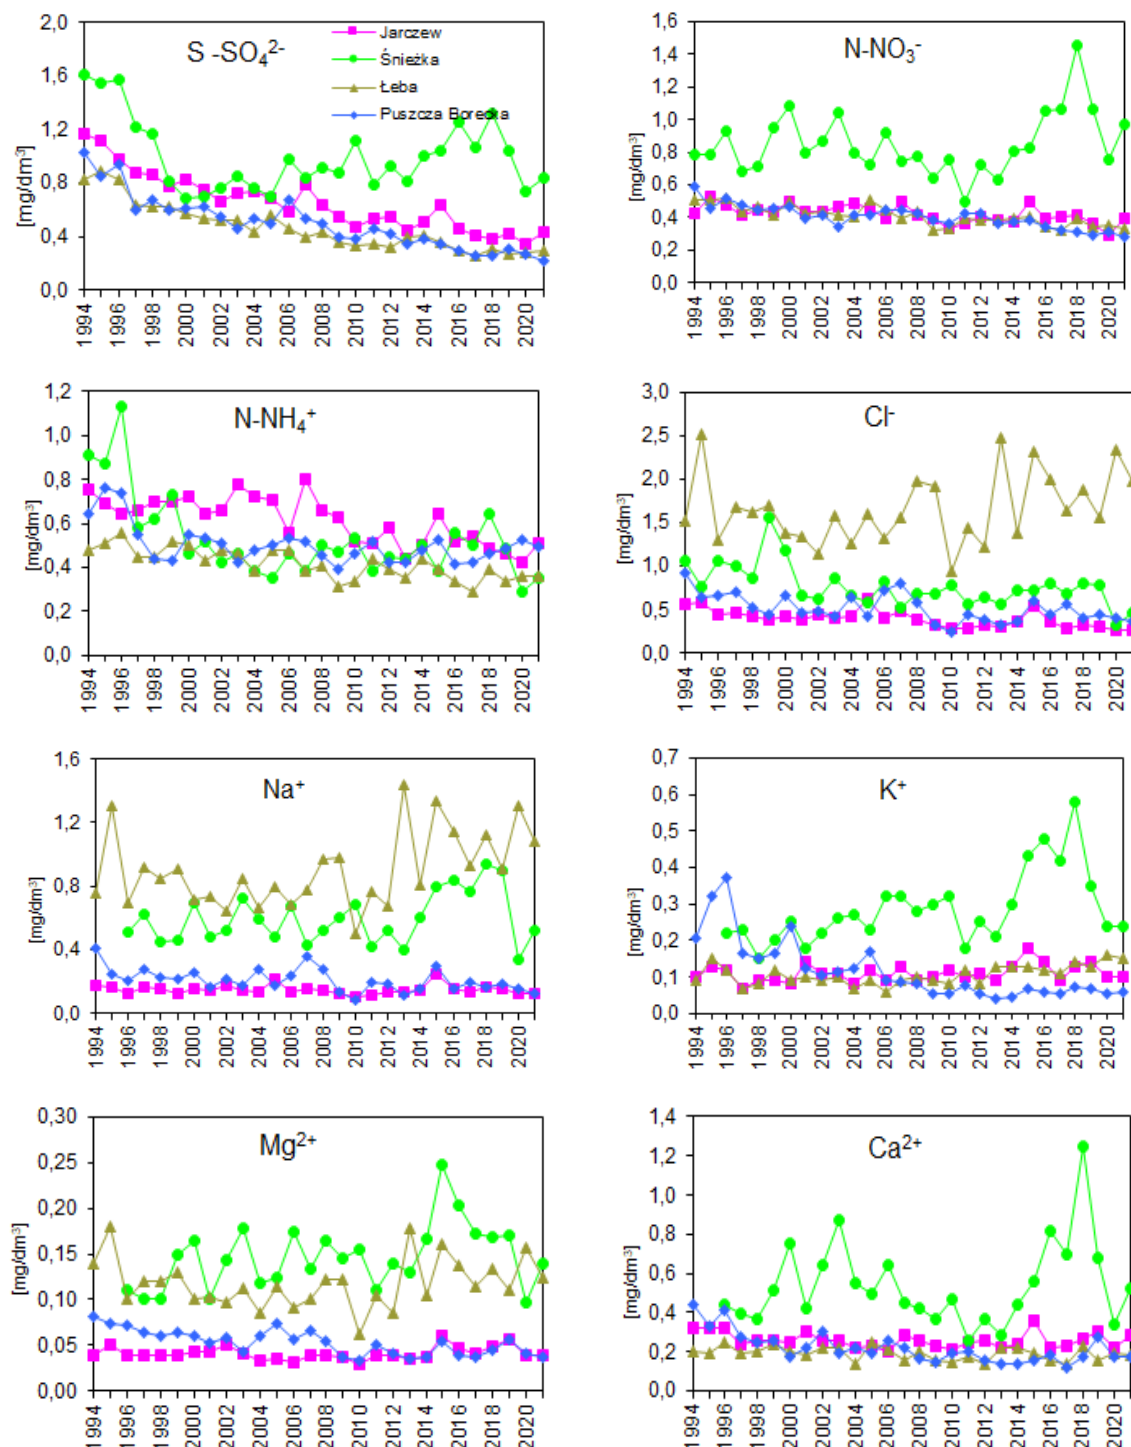 S -SO₄²⁻
Jarczew
Śnieżka
Łeba
Puszcza Borecka
[mg/dm³]
2,0
1,6
1,2
0,8
0,4
0,0
1994 1996 1998 2000 2002 2004 2006 2008 2010 2012 2014 2016 2018 2020
N-NO₃⁻
1,6
1,4
1,2
1,0
0,8
0,6
0,4
0,2
0,0
1994 1996 1998 2000 2002 2004 2006 2008 2010 2012 2014 2016 2018 2020
N-NH₄⁺
[mg/dm³]
1,2
1,0
0,8
0,6
0,4
0,2
0,0
1994 1996 1998 2000 2002 2004 2006 2008 2010 2012 2014 2016 2018 2020
Cl⁻
[mg/dm³]
3,0
2,5
2,0
1,5
1,0
0,5
0,0
1994 1996 1998 2000 2002 2004 2006 2008 2010 2012 2014 2016 2018 2020
Na⁺
[mg/dm³]
1,6
1,2
0,8
0,4
0,0
1994 1996 1998 2000 2002 2004 2006 2008 2010 2012 2014 2016 2018 2020
K⁺
[mg/dm³]
0,7
0,6
0,5
0,4
0,3
0,2
0,1
0,0
1994 1996 1998 2000 2002 2004 2006 2008 2010 2012 2014 2016 2018 2020
Mg²⁺
[mg/dm³]
0,30
0,25
0,20
0,15
0,10
0,05
0,00
1994 1996 1998 2000 2002 2004 2006 2008 2010 2012 2014 2016 2018 2020
Ca²⁺
[mg/dm³]
1,4
1,2
1,0
0,8
0,6
0,4
0,2
0,0
1994 1996 1998 2000 2002 2004 2006 2008 2010 2012 2014 2016 2018 2020
[mg/dm³]